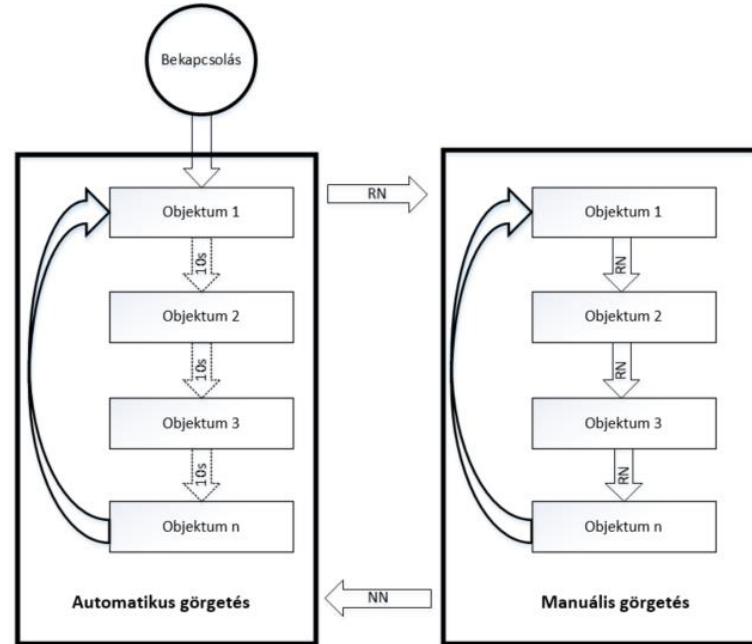 Bekapcsolás
Objektum 1
10s
Objektum 2
10s
Objektum 3
10s
Objektum n
Automatikus görgetés
RN
NN
Objektum 1
RN
Objektum 2
RN
Objektum 3
RN
Objektum n
Manuális görgetés